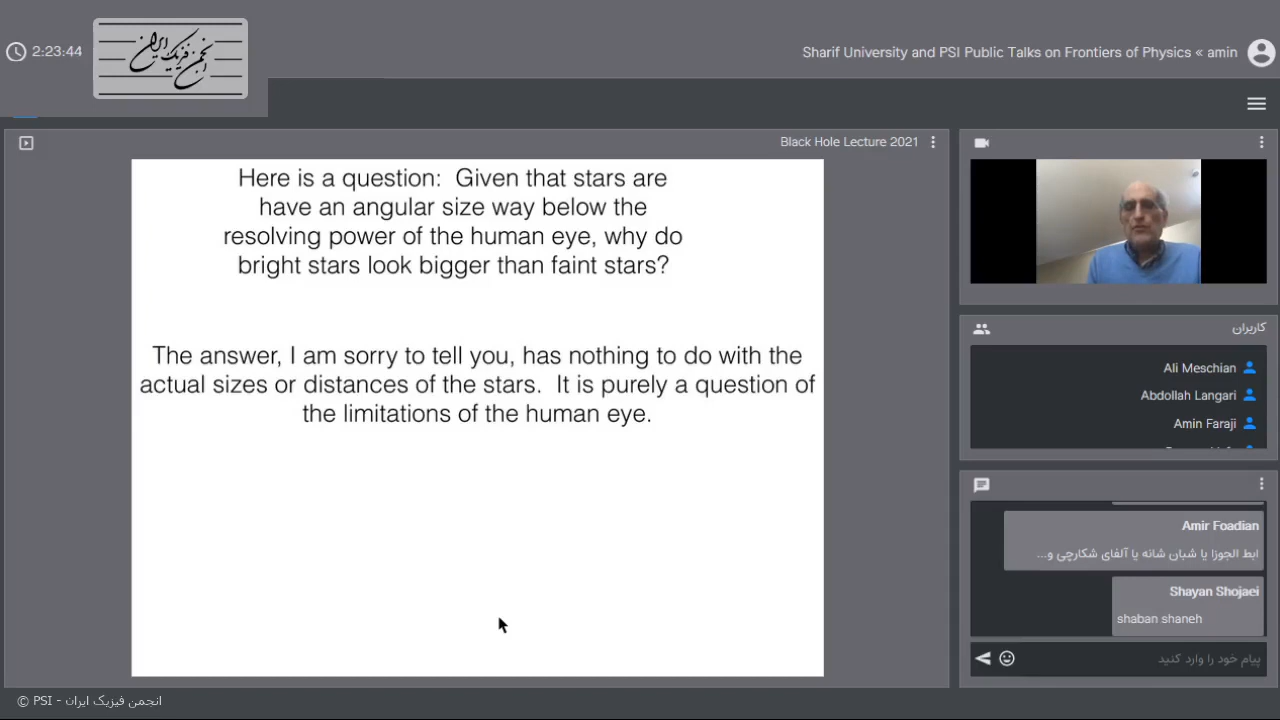 2:23:44
انجمن فیزیک ایران
Sharif University and PSI Public Talks on Frontiers of Physics « amin
Black Hole Lecture 2021
Here is a question: Given that stars are
have an angular size way below the
resolving power of the human eye, why do
bright stars look bigger than faint stars?
The answer, I am sorry to tell you, has nothing to do with the
actual sizes or distances of the stars. It is purely a question of
the limitations of the human eye.
کاربران
Ali Meschian
Abdollah Langari
Amin Faraji
Amir Foadian
ابط الجوزا یا شبان شانه یا آلفای شکارچی و...
Shayan Shojaei
shaban shaneh
پیام خود را وارد کنید
© PSI - انجمن فیزیک ایران